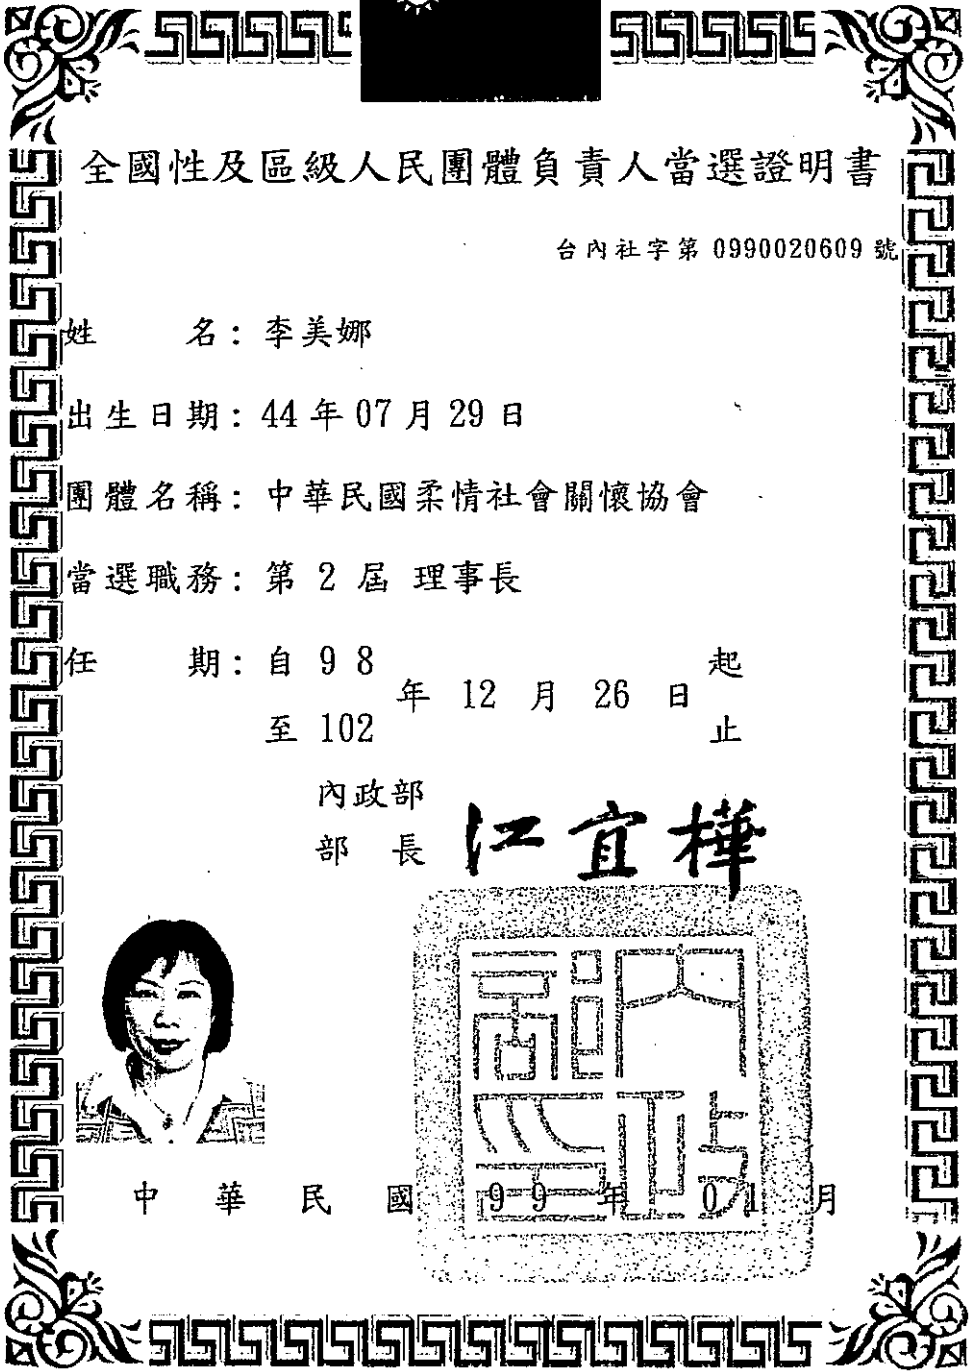 全國性及區級人民團體負責人當選證明書
台內社字第 0990020609 號
姓名：李美娜
出生日期：44 年 07 月 29 日
團體名稱：中華民國柔情社會關懷協會
當選職務：第 2 屆 理事長
任期：自 98 起
年 12 月 26 日
至 102 止
內政部
部長 江宜樺
內政部印
中華民國 99 年 01 月